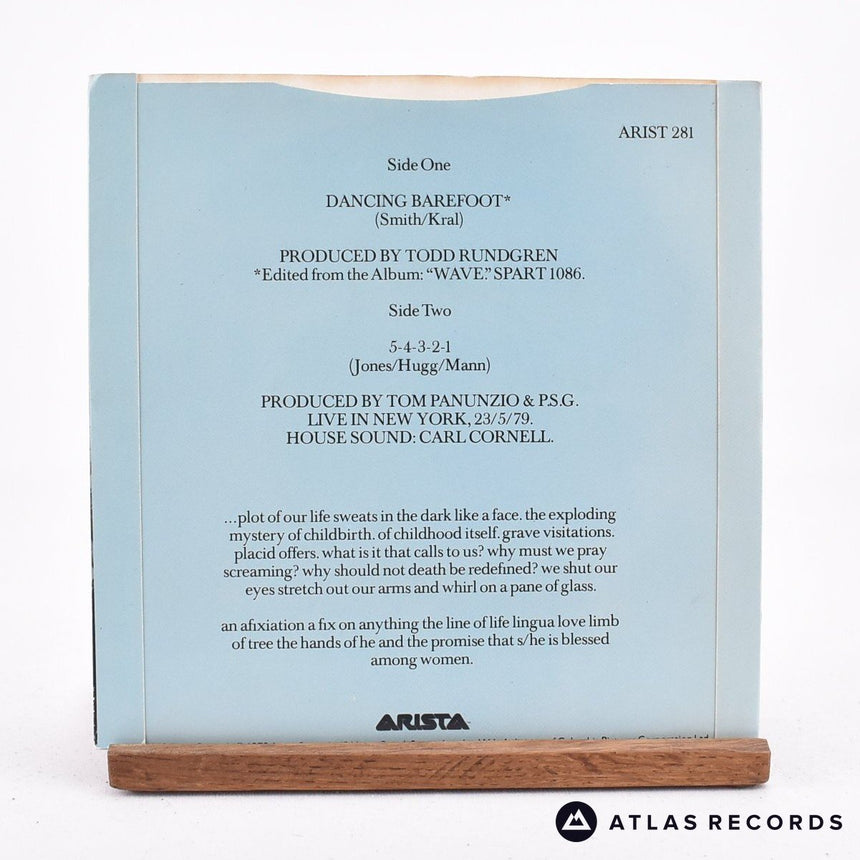 ARIST 281
Side One
DANCING BAREFOOT*
(Smith/Kral)
PRODUCED BY TODD RUNDGREN
*Edited from the Album: “WAVE.” SPART 1086.
Side Two
5-4-3-2-1
(Jones/Hugg/Mann)
PRODUCED BY TOM PANUNZIO & P.S.G.
LIVE IN NEW YORK, 23/5/79.
HOUSE SOUND: CARL CORNELL.
...plot of our life sweats in the dark like a face. the exploding
mystery of childbirth. of childhood itself. grave visitations.
placid offers. what is it that calls to us? why must we pray
screaming? why should not death be redefined? we shut our
eyes stretch out our arms and whirl on a pane of glass.
an afixiation a fix on anything the line of life lingua love limb
of tree the hands of he and the promise that s/he is blessed
among women.
ARISTA
ATLAS RECORDS